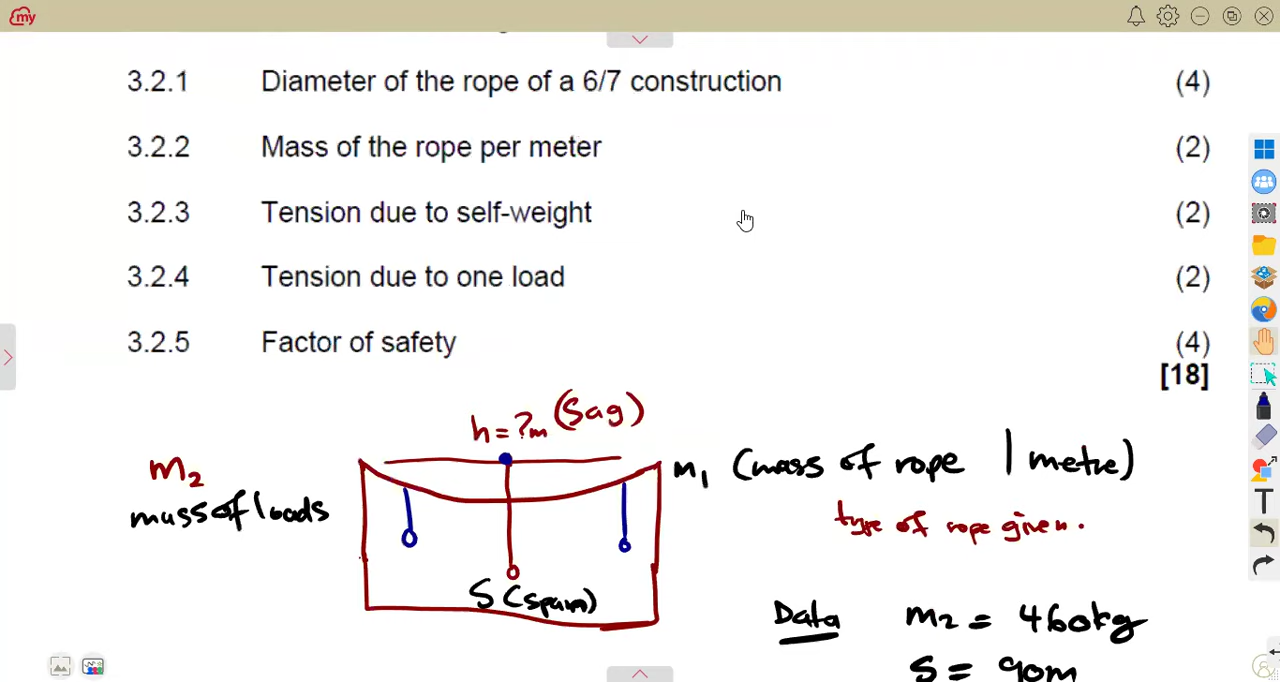 my
3.2.1 Diameter of the rope of a 6/7 construction (4)
3.2.2 Mass of the rope per meter (2)
3.2.3 Tension due to self-weight (2)
3.2.4 Tension due to one load (2)
3.2.5 Factor of safety (4)
[18]
h = ?m (Sag)
m2
mass of loads
m1 (mass of rope / metre)
type of rope given.
S (span)
Data m2 = 460kg
S = 90m
T